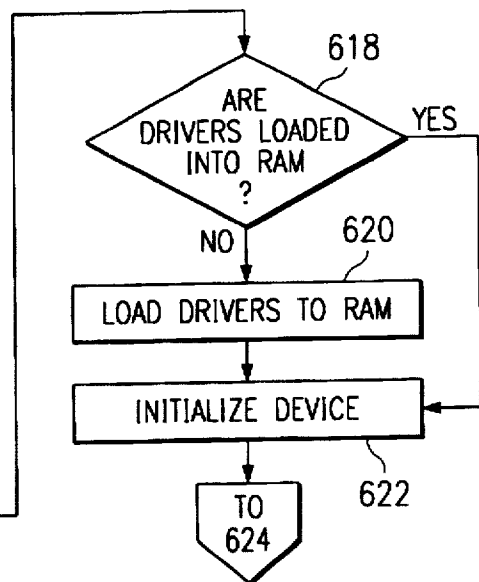 618
ARE
DRIVERS LOADED
INTO RAM
?
YES
NO
620
LOAD DRIVERS TO RAM
INITIALIZE DEVICE
622
TO
624